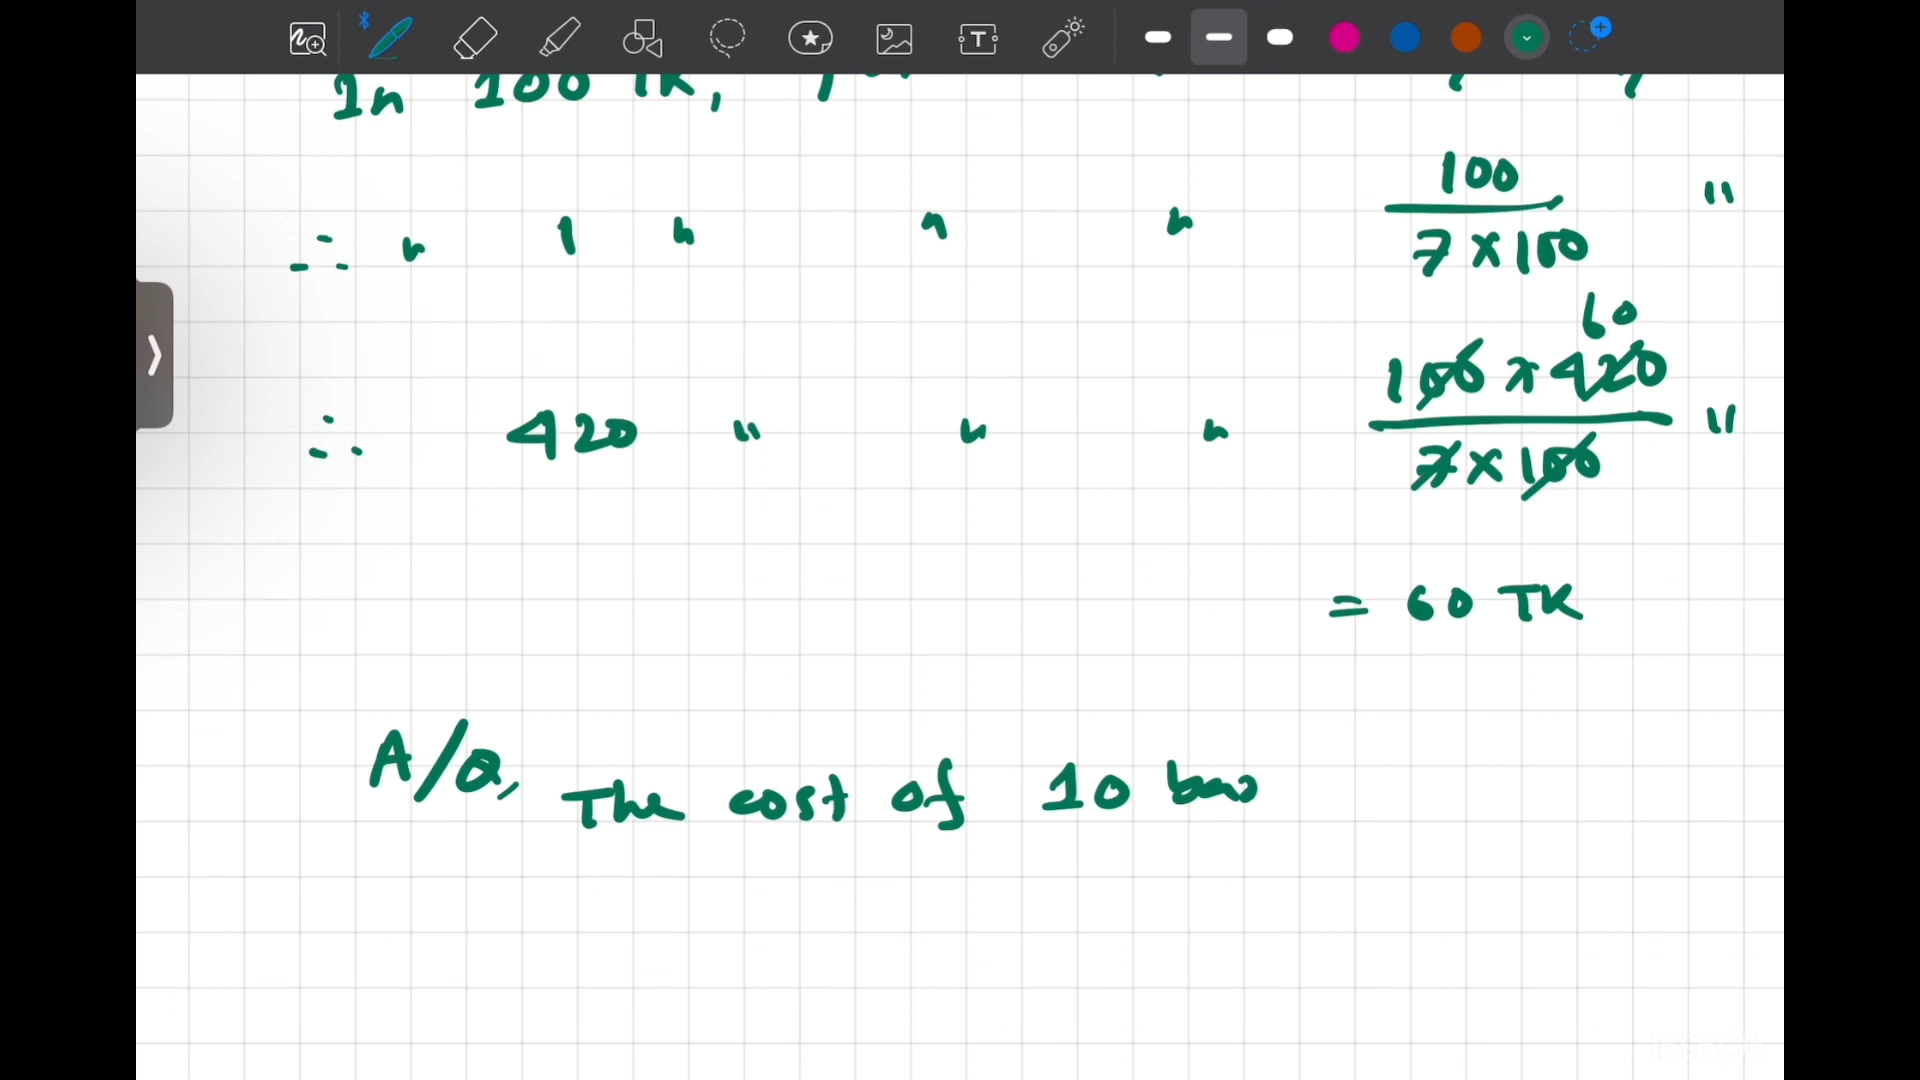 In 100 TK,
∴ " 1 " " " 100 / 7 × 100 "
60
∴ 420 " " " 100 × 420 / 7 × 100 "
= 60 TK
A/Q, The cost of 10 bana